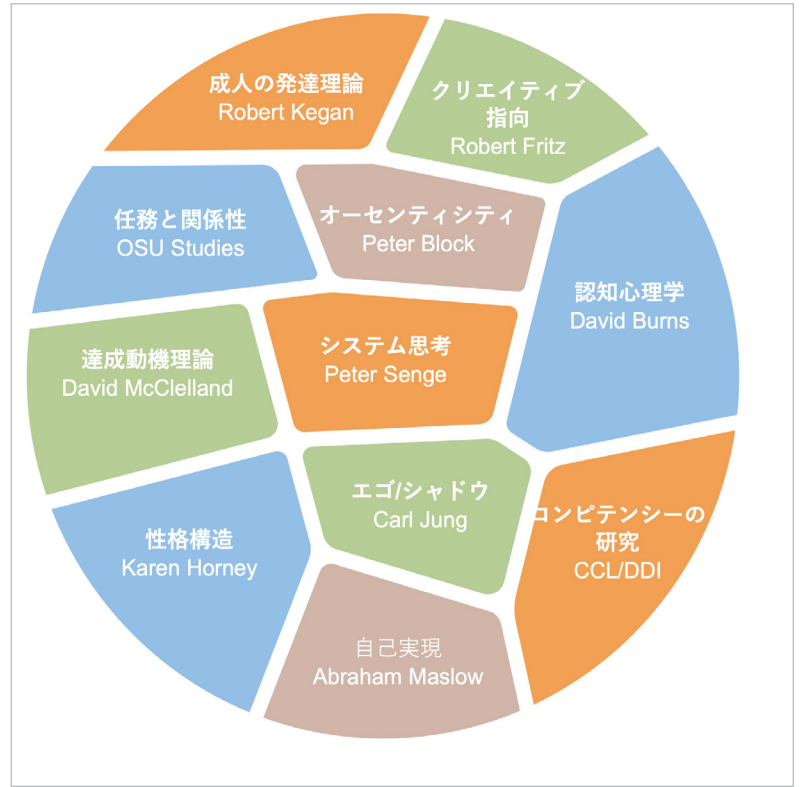 成人の発達理論
Robert Kegan
クリエイティブ
指向
Robert Fritz
任務と関係性
OSU Studies
オーセンティシティ
Peter Block
認知心理学
David Burns
達成動機理論
David McClelland
システム思考
Peter Senge
エゴ/シャドウ
Carl Jung
コンピテンシーの
研究
CCL/DDI
性格構造
Karen Horney
自己実現
Abraham Maslow